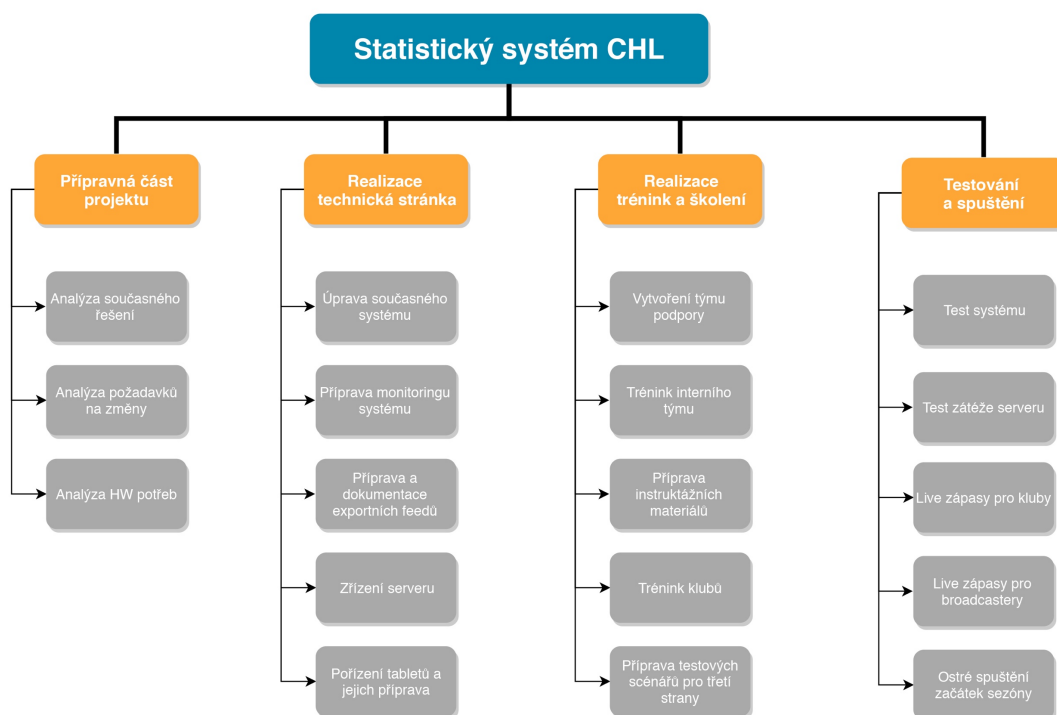 Statistický systém CHL
Přípravná část
projektu
Analýza současného
řešení
Analýza požadavků
na změny
Analýza HW potřeb
Realizace
technická stránka
Úprava současného
systému
Příprava monitoringu
systému
Příprava a
dokumentace
exportních feedů
Zřízení serveru
Pořízení tabletů a
jejich příprava
Realizace
trénink a školení
Vytvoření týmu
podpory
Trénink interního
týmu
Příprava
instruktážních
materiálů
Trénink klubů
Příprava testových
scénářů pro třetí
strany
Testování
a spuštění
Test systému
Test zátěže serveru
Live zápasy pro kluby
Live zápasy pro
broadcastery
Ostré spuštění
začátek sezóny